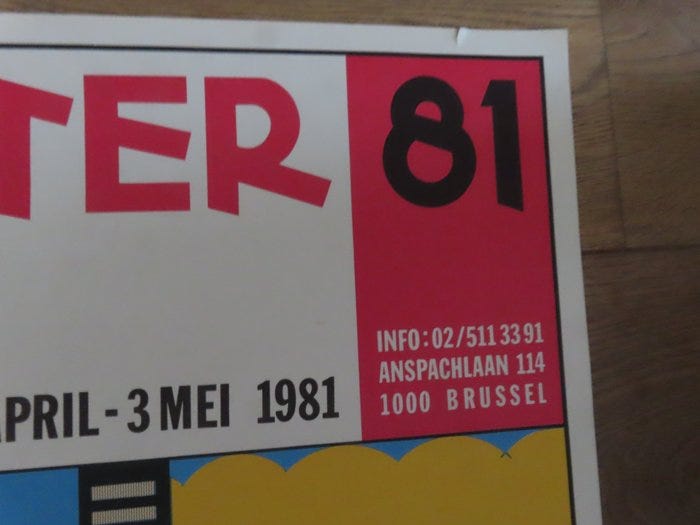 TER 81
APRIL - 3 MEI 1981
INFO: 02/511 33 91
ANSPACHLAAN 114
1000 BRUSSEL